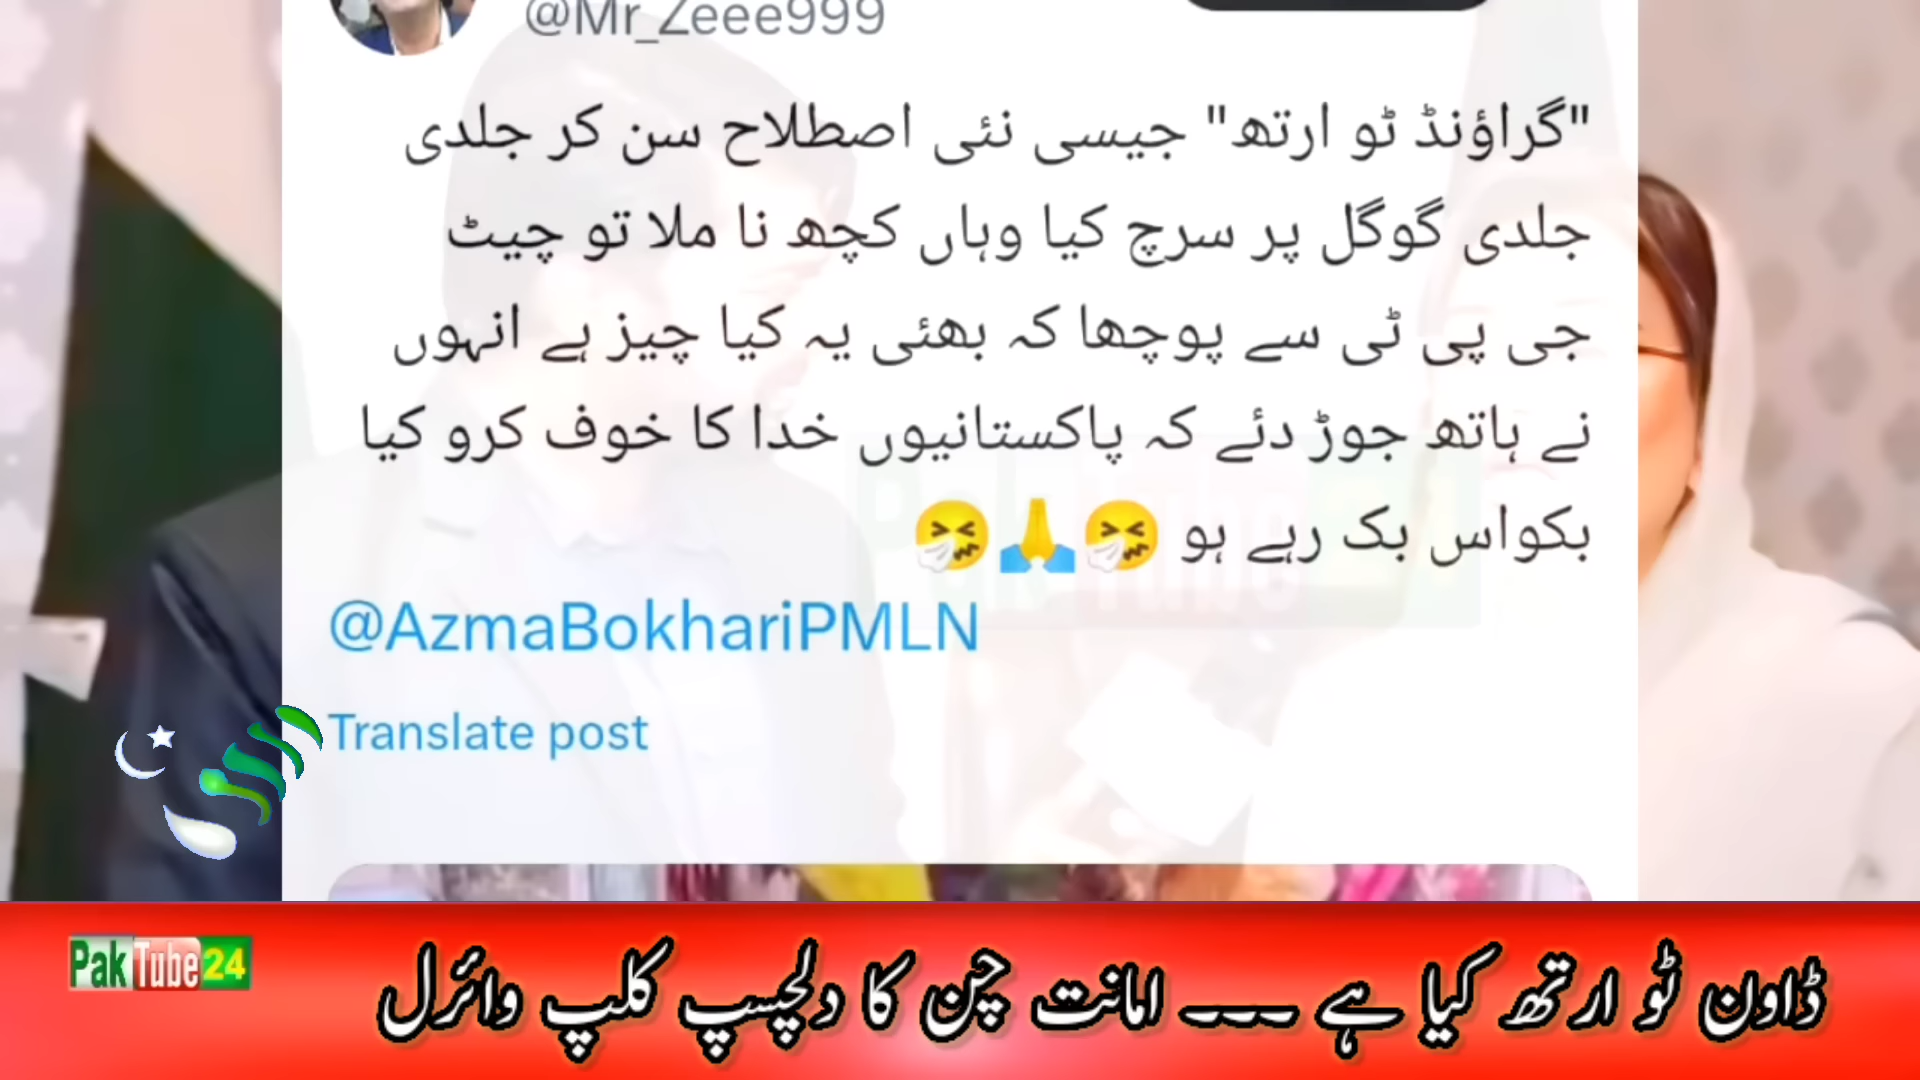 @Mr_Zeee999
"گراؤنڈ ٹو ارتھ" جیسی نئی اصطلاح سن کر جلدی
جلدی گوگل پر سرچ کیا وہاں کچھ نا ملا تو چیٹ
جی پی ٹی سے پوچھا کہ بھئی یہ کیا چیز ہے انہوں
نے ہاتھ جوڑ دئے کہ پاکستانیوں خدا کا خوف کرو کیا
بکواس بک رہے ہو 🤧🙏🤧
@AzmaBokhariPMLN
Translate post
PakTube24
ڈاون ٹو ارتھ کیا ہے ۔۔۔ امانت چن کا دلچسپ کلپ وائرل